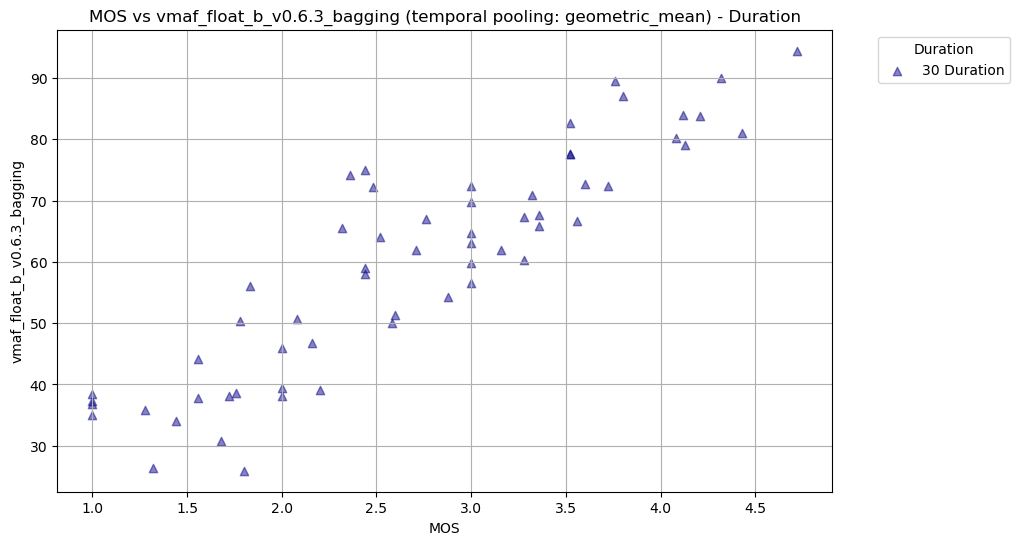 MOS vs vmaf_float_b_v0.6.3_bagging (temporal pooling: geometric_mean) - Duration
Duration
30 Duration
vmaf_float_b_v0.6.3_bagging
90
80
70
60
50
40
30
1.0 1.5 2.0 2.5 3.0 3.5 4.0 4.5
MOS